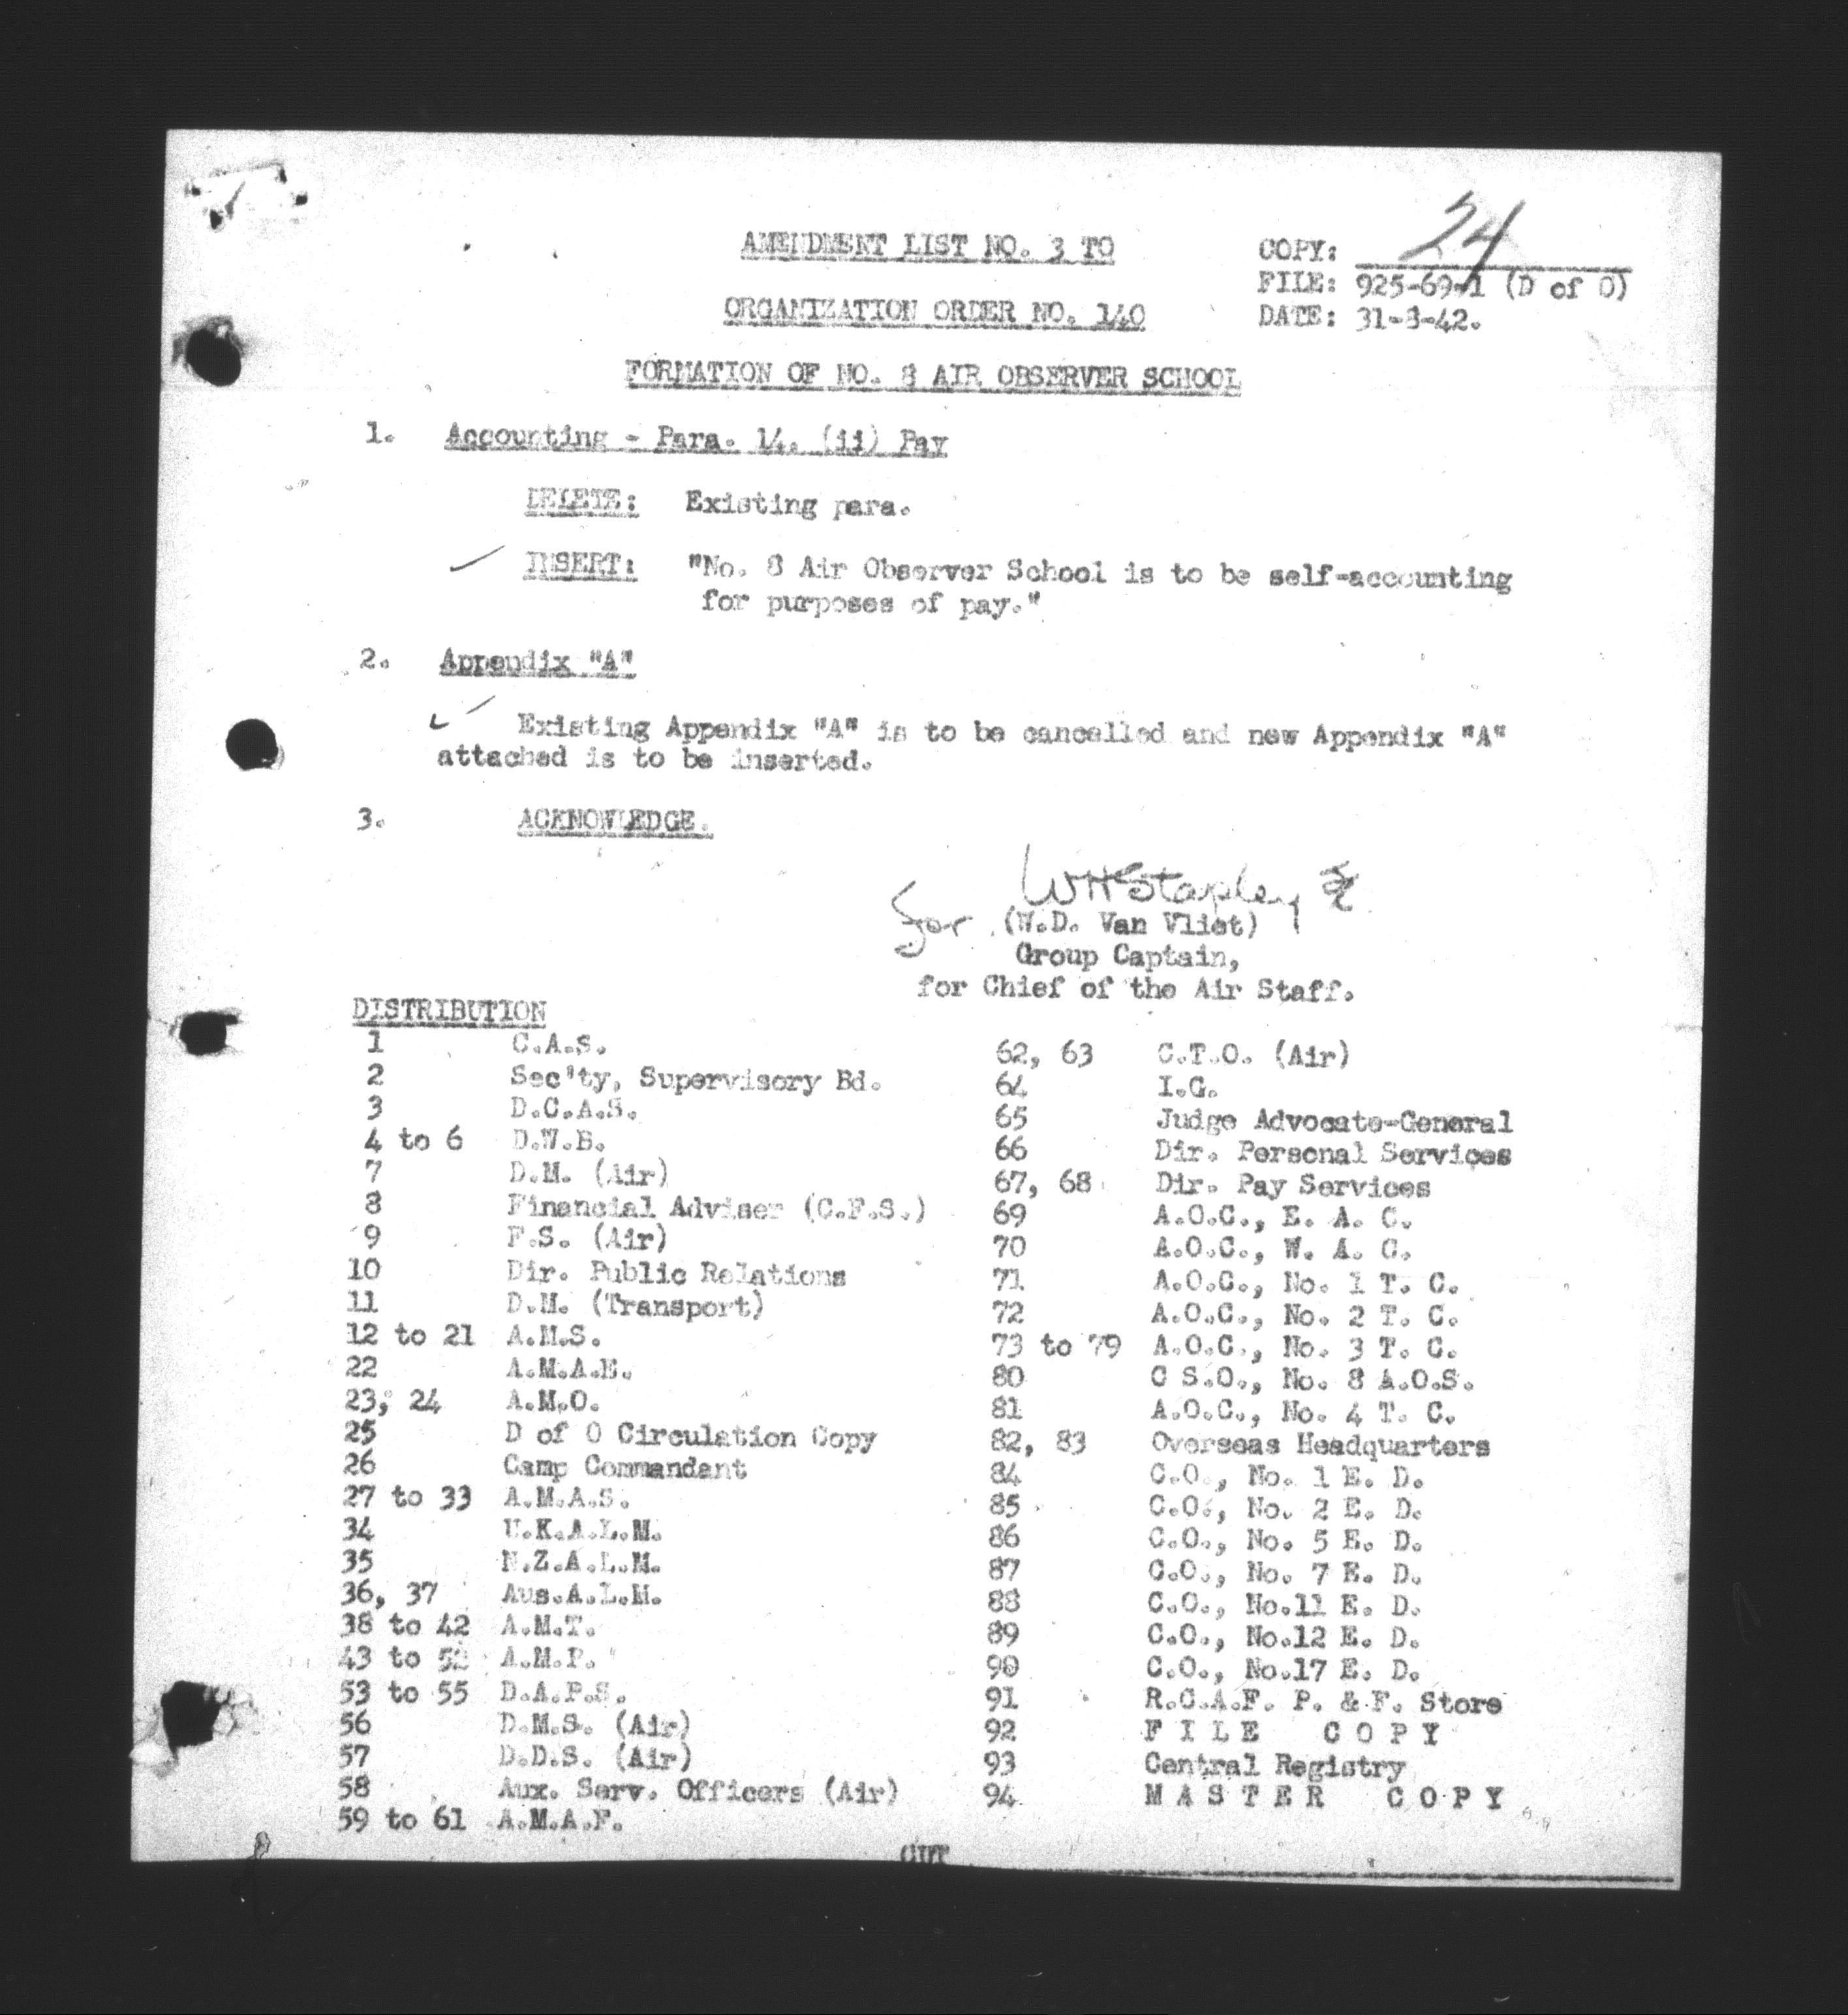 AMENDMENT LIST NO. 3 TO
COPY: 24
FILE: 925-69-1 (D of O)
ORGANIZATION ORDER NO. 140
DATE: 31-3-42.
FORMATION OF NO. 8 AIR OBSERVER SCHOOL
1. Accounting - Para. 14. (ii) Pay
DELETE: Existing para.
INSERT: "No. 8 Air Observer School is to be self-accounting
for purposes of pay."
2. Appendix "A"
Existing Appendix "A" is to be cancelled and new Appendix "A"
attached is to be inserted.
3. ACKNOWLEDGE.
for WHStapley
(W.D. Van Vliet)
Group Captain,
for Chief of the Air Staff.
DISTRIBUTION
1 C.A.S.
2 Sec'ty, Supervisory Bd.
3 D.C.A.S.
4 to 6 D.W.B.
7 D.M. (Air)
8 Financial Adviser (C.F.S.)
9 F.S. (Air)
10 Dir. Public Relations
11 D.M. (Transport)
12 to 21 A.M.S.
22 A.M.A.E.
23, 24 A.M.O.
25 D of O Circulation Copy
26 Camp Commandant
27 to 33 A.M.A.S.
34 U.K.A.L.M.
35 N.Z.A.L.M.
36, 37 Aus.A.L.M.
38 to 42 A.M.T.
43 to 52 A.M.P.
53 to 55 D.A.P.S.
56 D.M.S. (Air)
57 D.D.S. (Air)
58 Aux. Serv. Officers (Air)
59 to 61 A.M.A.F.
62, 63 C.T.O. (Air)
64 I.G.
65 Judge Advocate-General
66 Dir. Personal Services
67, 68 Dir. Pay Services
69 A.O.C., E. A. C.
70 A.O.C., W. A. C.
71 A.O.C., No. 1 T. C.
72 A.O.C., No. 2 T. C.
73 to 79 A.O.C., No. 3 T. C.
80 C S.O., No. 8 A.O.S.
81 A.O.C., No. 4 T. C.
82, 83 Overseas Headquarters
84 C.O., No. 1 E. D.
85 C.O., No. 2 E. D.
86 C.O., No. 5 E. D.
87 C.O., No. 7 E. D.
88 C.O., No.11 E. D.
89 C.O., No.12 E. D.
90 C.O., No.17 E. D.
91 R.C.A.F. P. & F. Store
92 F I L E C O P Y
93 Central Registry
94 M A S T E R C O P Y
CUT